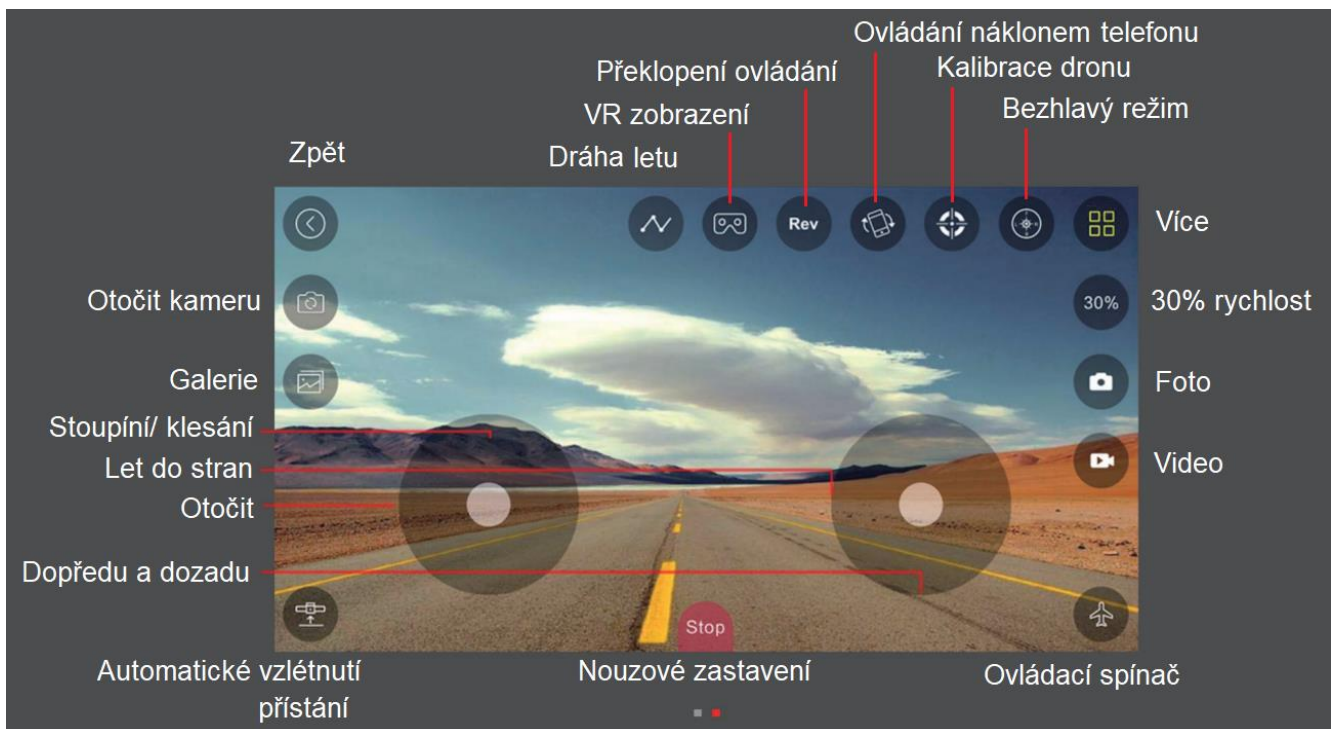 Ovládání náklonem telefonu
Překlopení ovládání
Kalibrace dronu
VR zobrazení
Bezhlavý režim
Zpět
Dráha letu
Rev
Více
Otočit kameru
30%
30% rychlost
Galerie
Foto
Stoupíní/ klesání
Let do stran
Video
Otočit
Dopředu a dozadu
Stop
Automatické vzlétnutí
přístání
Nouzové zastavení
Ovládací spínač